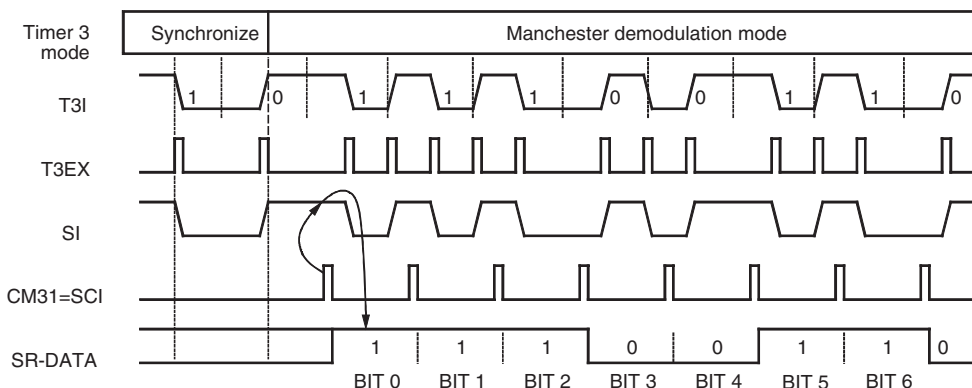 Timer 3
mode
Synchronize
Manchester demodulation mode
T3I
1 0 1 1 1 0 0 1 1 0
T3EX
SI
CM31=SCI
SR-DATA
1 1 1 0 0 1 1 0
BIT 0 BIT 1 BIT 2 BIT 3 BIT 4 BIT 5 BIT 6